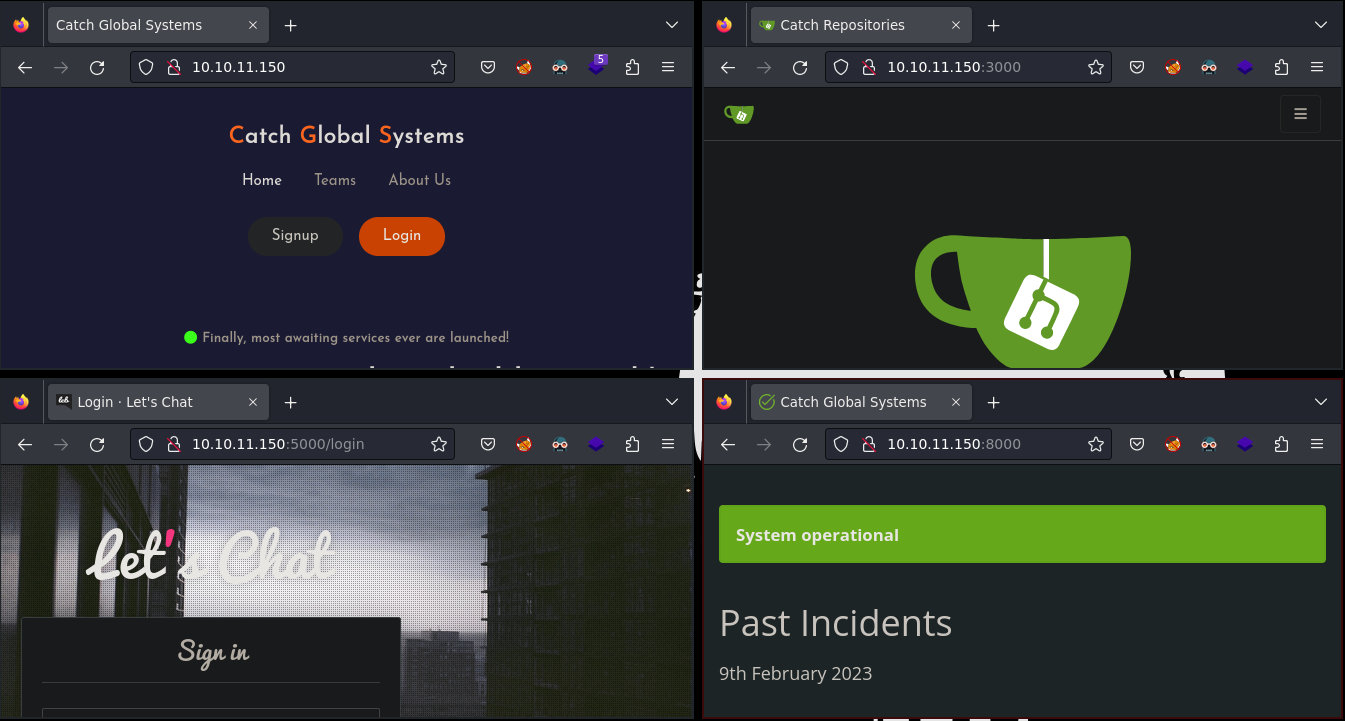 Catch Global Systems
10.10.11.150
5
Catch Global Systems
Home Teams About Us
Signup Login
Finally, most awaiting services ever are launched!
Catch Repositories
10.10.11.150:3000
Login · Let's Chat
10.10.11.150:5000/login
Let's Chat
Sign in
Catch Global Systems
10.10.11.150:8000
System operational
Past Incidents
9th February 2023